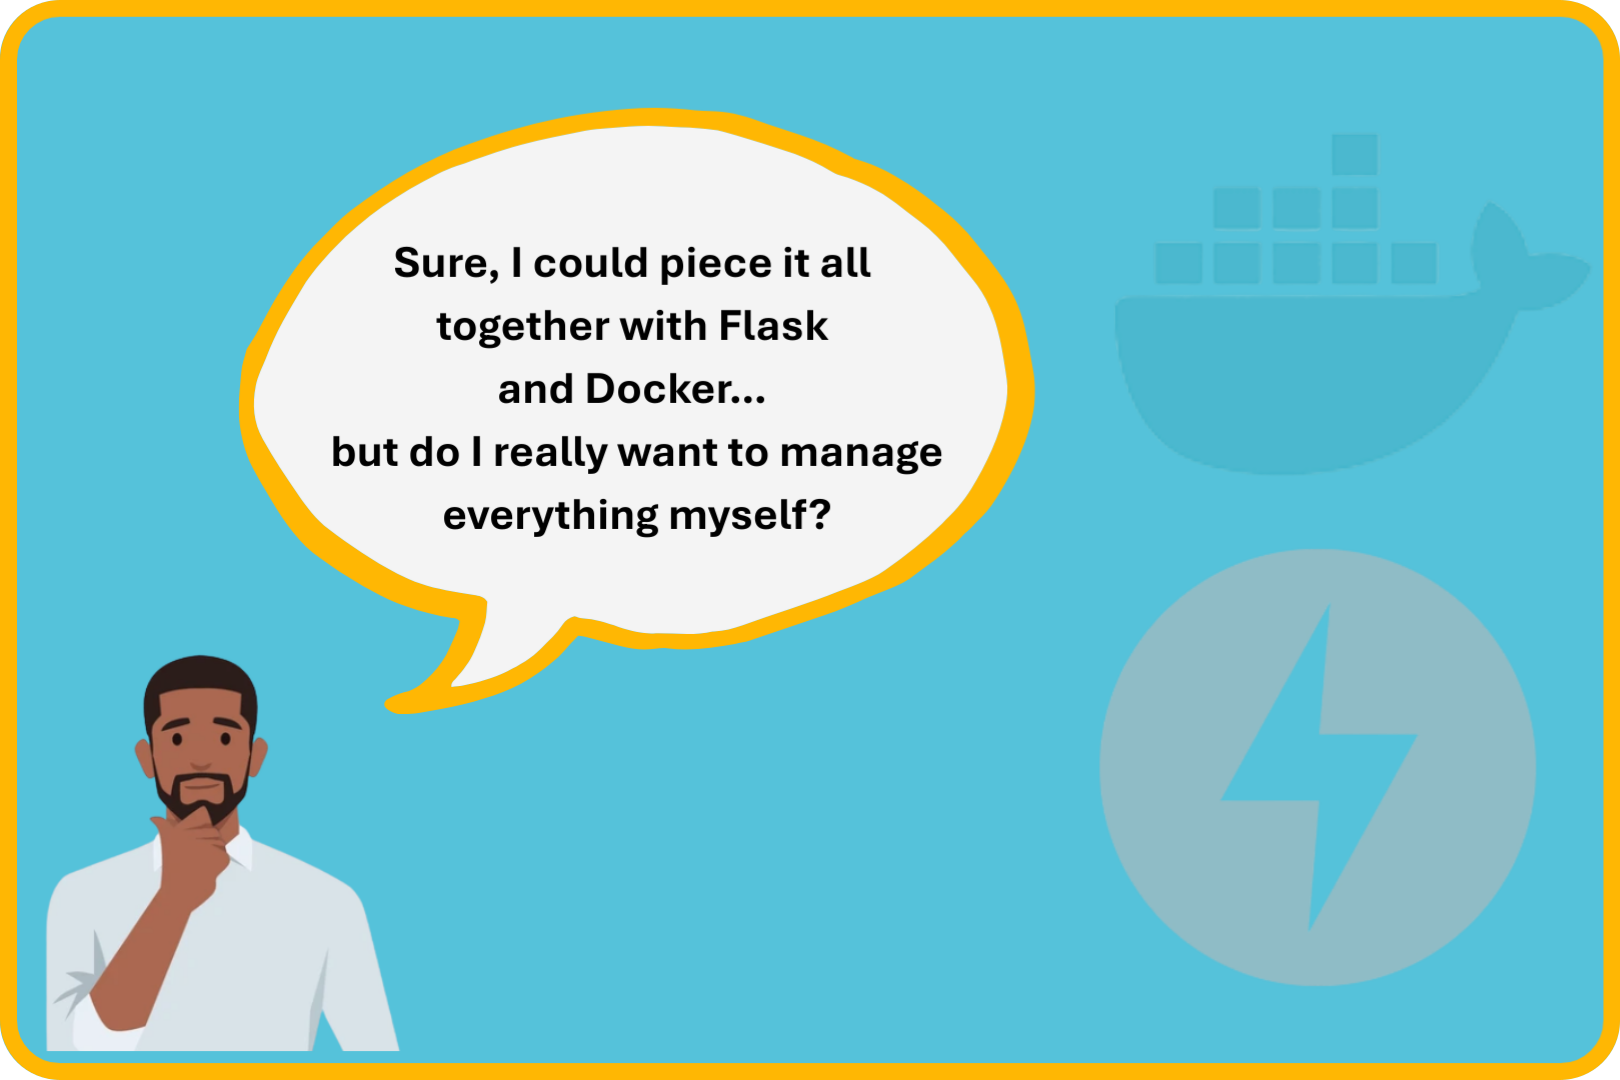 Sure, I could piece it all
together with Flask
and Docker...
but do I really want to manage
everything myself?